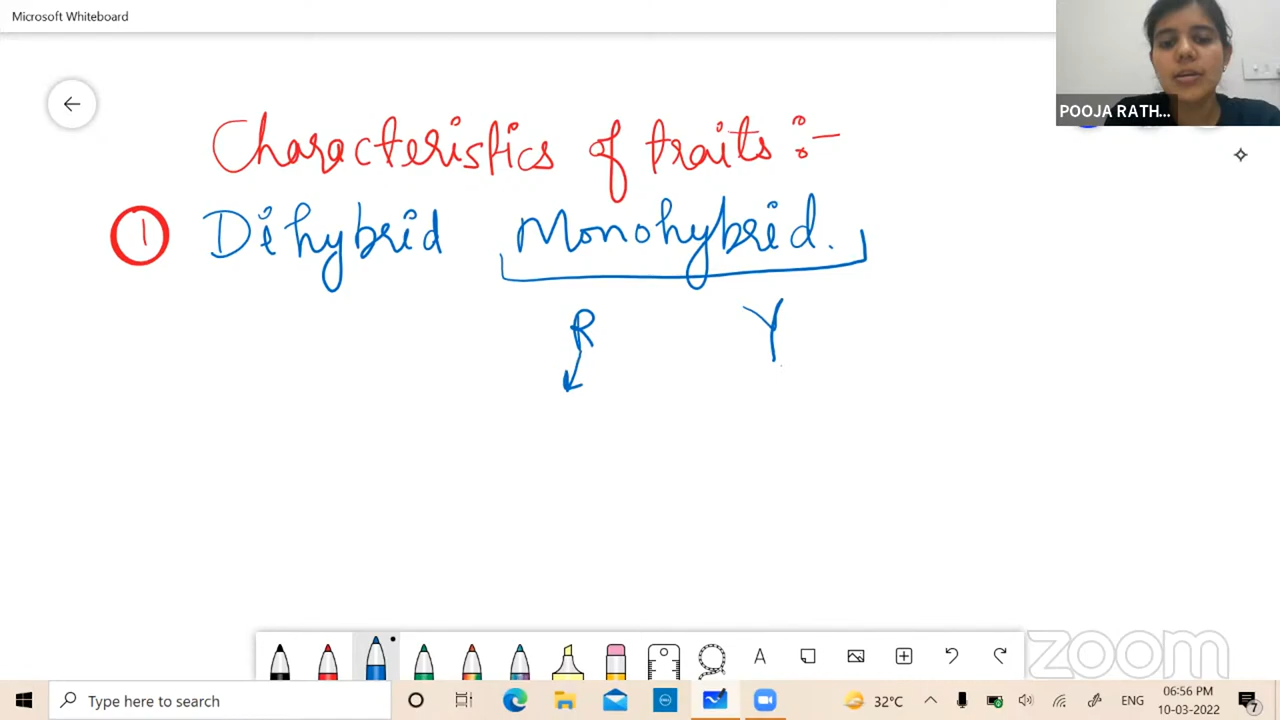 Microsoft Whiteboard
POOJA RATH...
Characteristics of traits :-
1 Dihybrid Monohybrid.
R Y
A
zoom
Type here to search
32°C
ENG
06:56 PM
10-03-2022
7